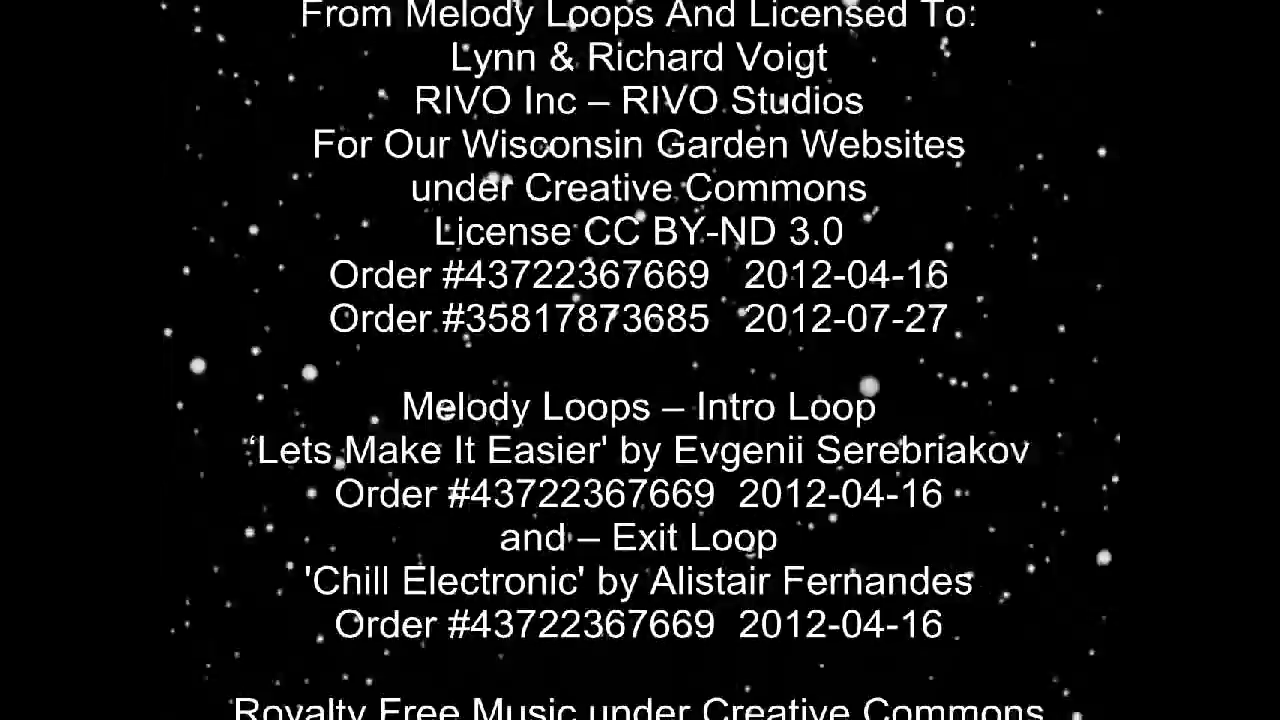 From Melody Loops And Licensed To:
Lynn & Richard Voigt
RIVO Inc – RIVO Studios
For Our Wisconsin Garden Websites
under Creative Commons
License CC BY-ND 3.0
Order #43722367669   2012-04-16
Order #35817873685   2012-07-27
Melody Loops – Intro Loop
‘Lets Make It Easier' by Evgenii Serebriakov
Order #43722367669  2012-04-16
and – Exit Loop
'Chill Electronic' by Alistair Fernandes
Order #43722367669  2012-04-16
Royalty Free Music under Creative Commons